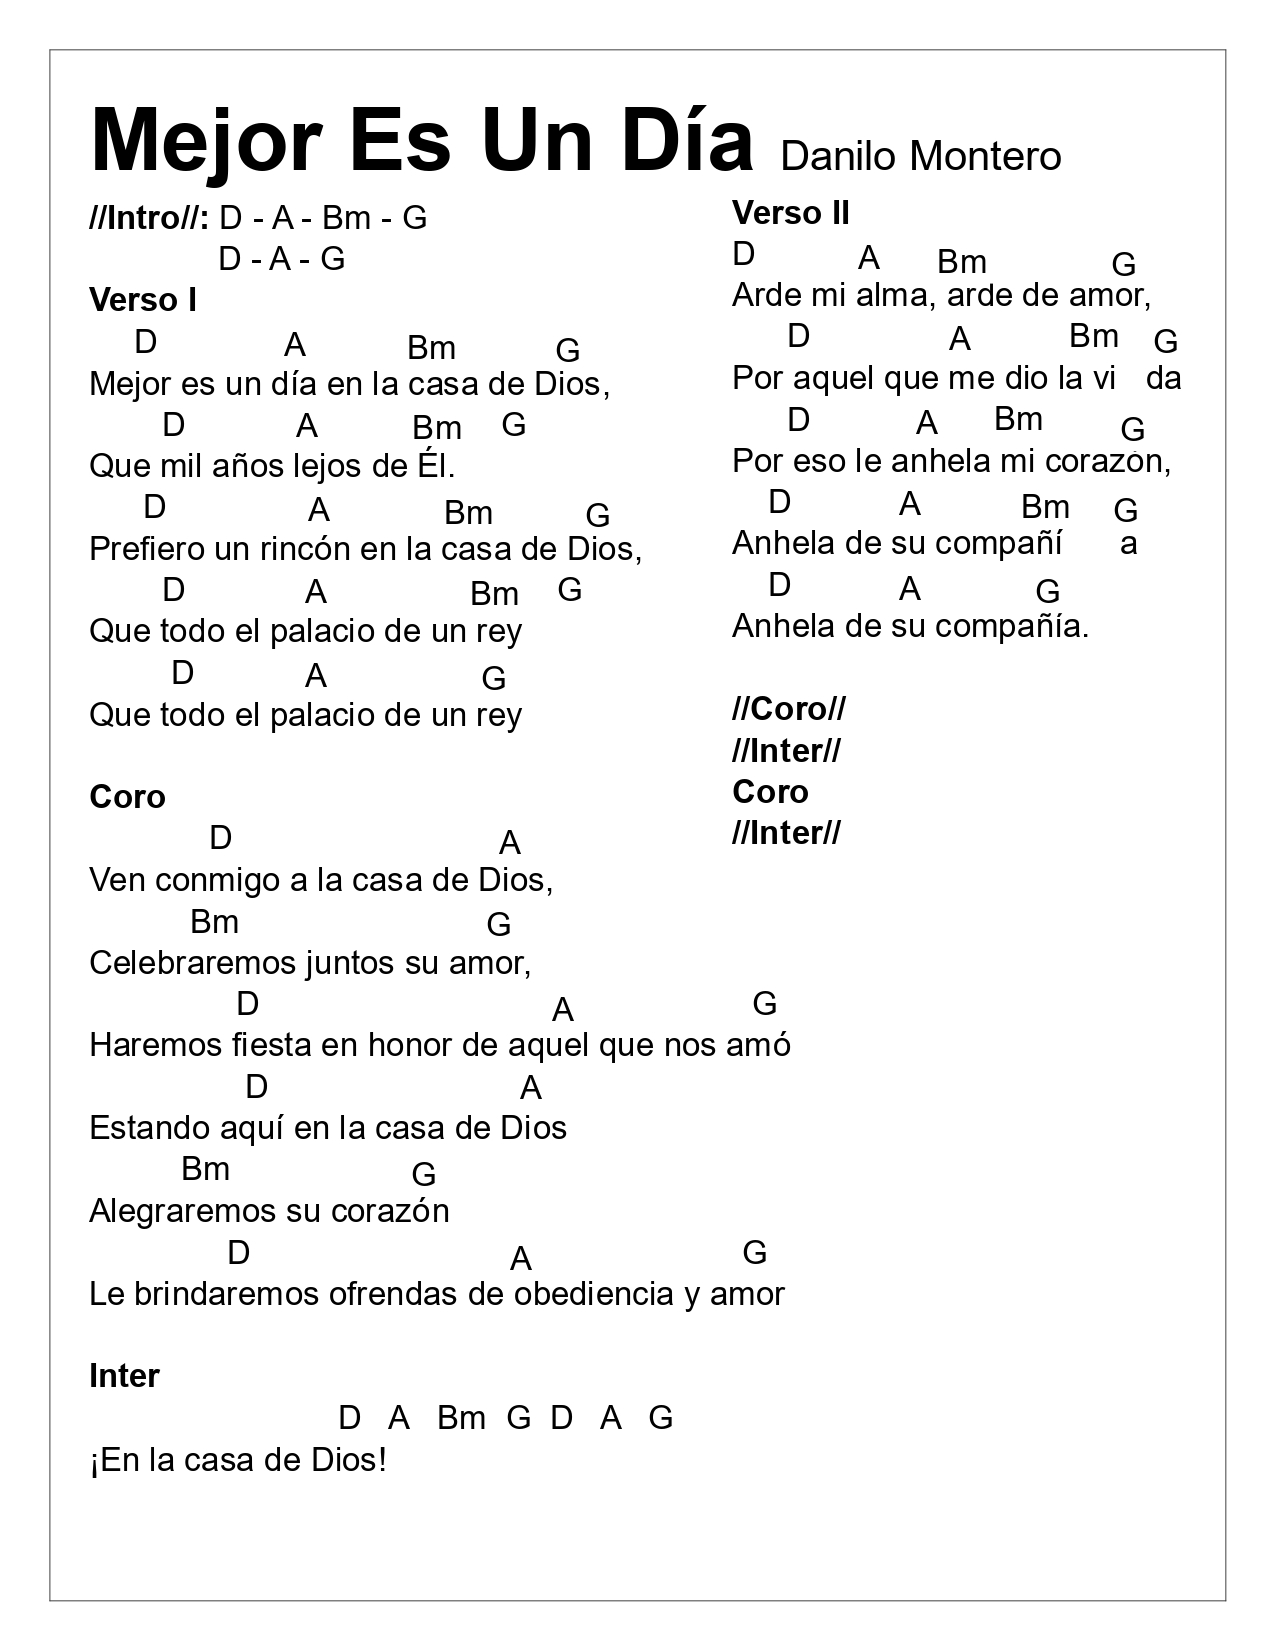 Mejor Es Un Día Danilo Montero
//Intro//: D - A - Bm - G
D - A - G
Verso I
D A Bm G
Mejor es un día en la casa de Dios,
D A Bm G
Que mil años lejos de Él.
D A Bm G
Prefiero un rincón en la casa de Dios,
D A Bm G
Que todo el palacio de un rey
D A G
Que todo el palacio de un rey
Coro
D A
Ven conmigo a la casa de Dios,
Bm G
Celebraremos juntos su amor,
D A G
Haremos fiesta en honor de aquel que nos amó
D A
Estando aquí en la casa de Dios
Bm G
Alegraremos su corazón
D A G
Le brindaremos ofrendas de obediencia y amor
Inter
D A Bm G D A G
¡En la casa de Dios!
Verso II
D A Bm G
Arde mi alma, arde de amor,
D A Bm G
Por aquel que me dio la vi da
D A Bm G
Por eso le anhela mi corazón,
D A Bm G
Anhela de su compañí a
D A G
Anhela de su compañía.
//Coro//
//Inter//
Coro
//Inter//